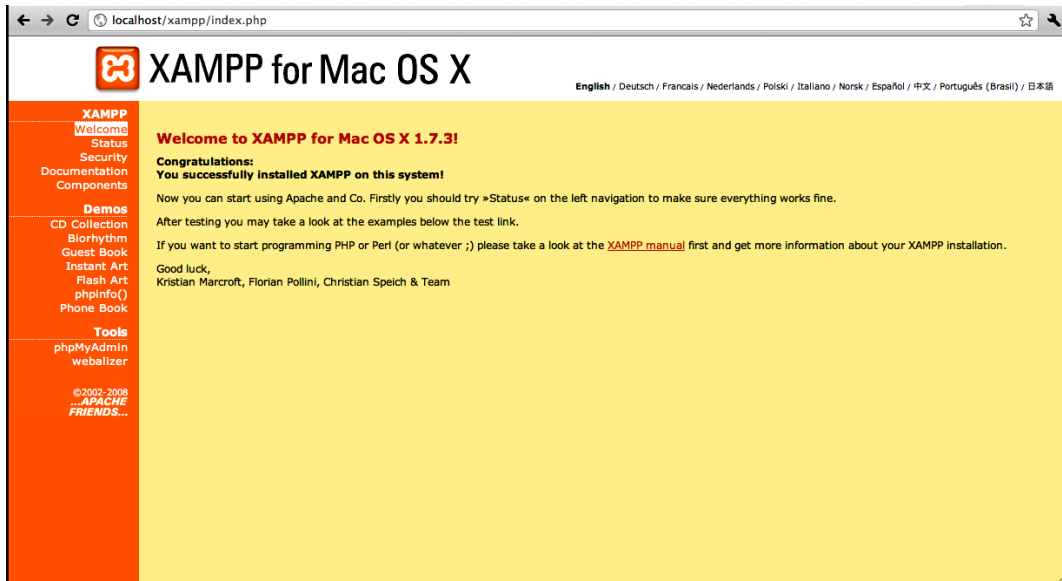 localhost/xampp/index.php
XAMPP for Mac OS X
English / Deutsch / Francais / Nederlands / Polski / Italiano / Norsk / Español / 中文 / Português (Brasil) / 日本語
XAMPP
Welcome
Status
Security
Documentation
Components
Demos
CD Collection
Biorhythm
Guest Book
Instant Art
Flash Art
phpinfo()
Phone Book
Tools
phpMyAdmin
webalizer
©2002-2008
...APACHE
FRIENDS...
Welcome to XAMPP for Mac OS X 1.7.3!
Congratulations:
You successfully installed XAMPP on this system!
Now you can start using Apache and Co. Firstly you should try »Status« on the left navigation to make sure everything works fine.
After testing you may take a look at the examples below the test link.
If you want to start programming PHP or Perl (or whatever ;) please take a look at the XAMPP manual first and get more information about your XAMPP installation.
Good luck,
Kristian Marcroft, Florian Pollini, Christian Speich & Team